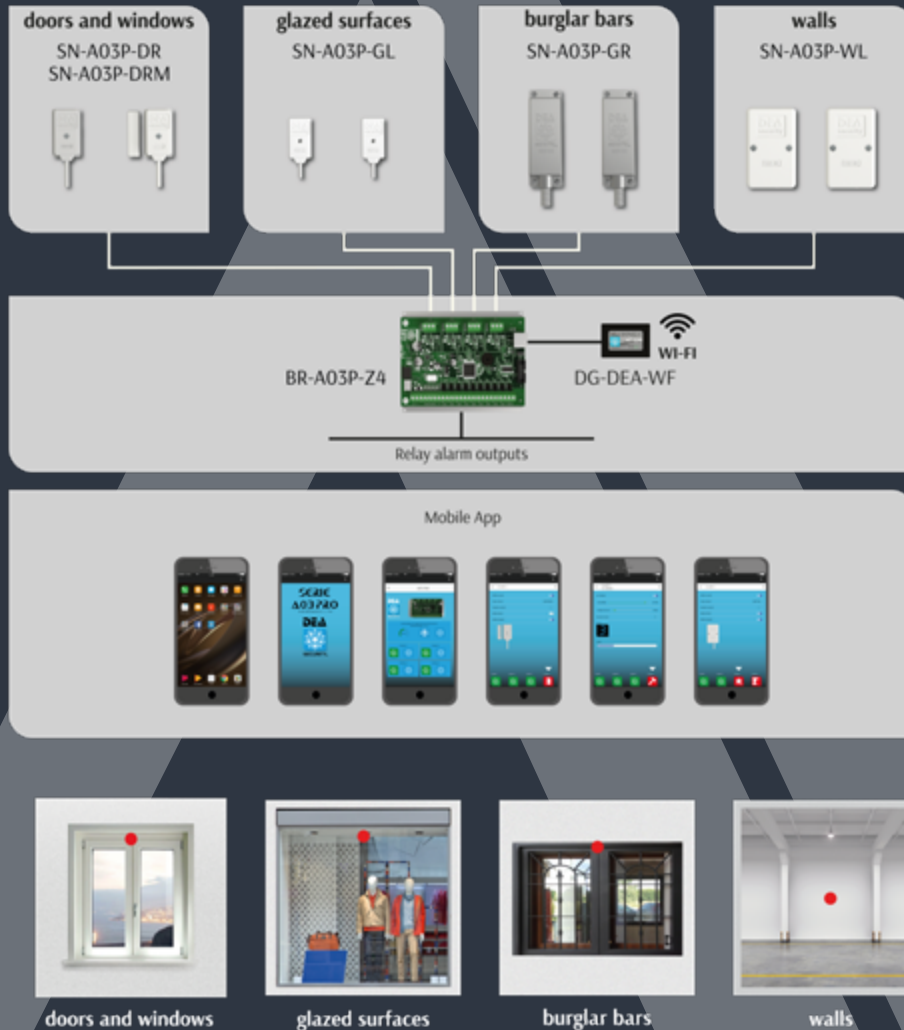 doors and windows
SN-A03P-DR
SN-A03P-DRM
glazed surfaces
SN-A03P-GL
burglar bars
SN-A03P-GR
walls
SN-A03P-WL
BR-A03P-Z4
WI-FI
DG-DEA-WF
Relay alarm outputs
Mobile App
SERIE
A03PRO
DEA
SECURITY
doors and windows
glazed surfaces
burglar bars
walls